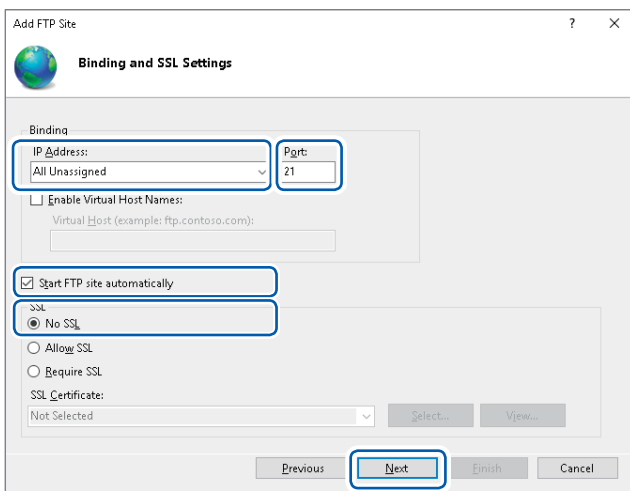 Add FTP Site
?
Binding and SSL Settings
Binding
IP Address: Port:
All Unassigned 21
Enable Virtual Host Names:
Virtual Host (example: ftp.contoso.com):
Start FTP site automatically
SSL
No SSL
Allow SSL
Require SSL
SSL Certificate:
Not Selected Select... View...
Previous Next Finish Cancel